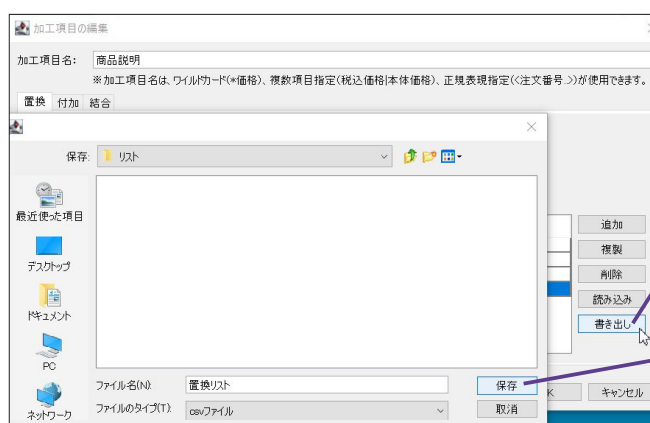 加工項目の編集
加工項目名: 商品説明
※加工項目名は、ワイルドカード(*価格)、複数項目指定(税込価格|本体価格)、正規表現指定(<注文番号.>)が使用できます。
置換 付加 結合
保存: リスト
最近使った項目
デスクトップ
ドキュメント
PC
ネットワーク
追加
複製
削除
読み込み
書き出し
ファイル名(N): 置換リスト 保存
ファイルのタイプ(T): csvファイル 取消
K キャンセル